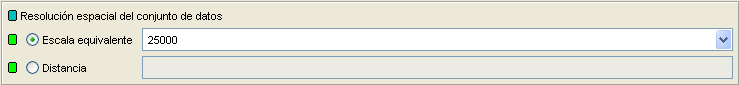 Resolución espacial del conjunto de datos
Escala equivalente 25000
Distancia